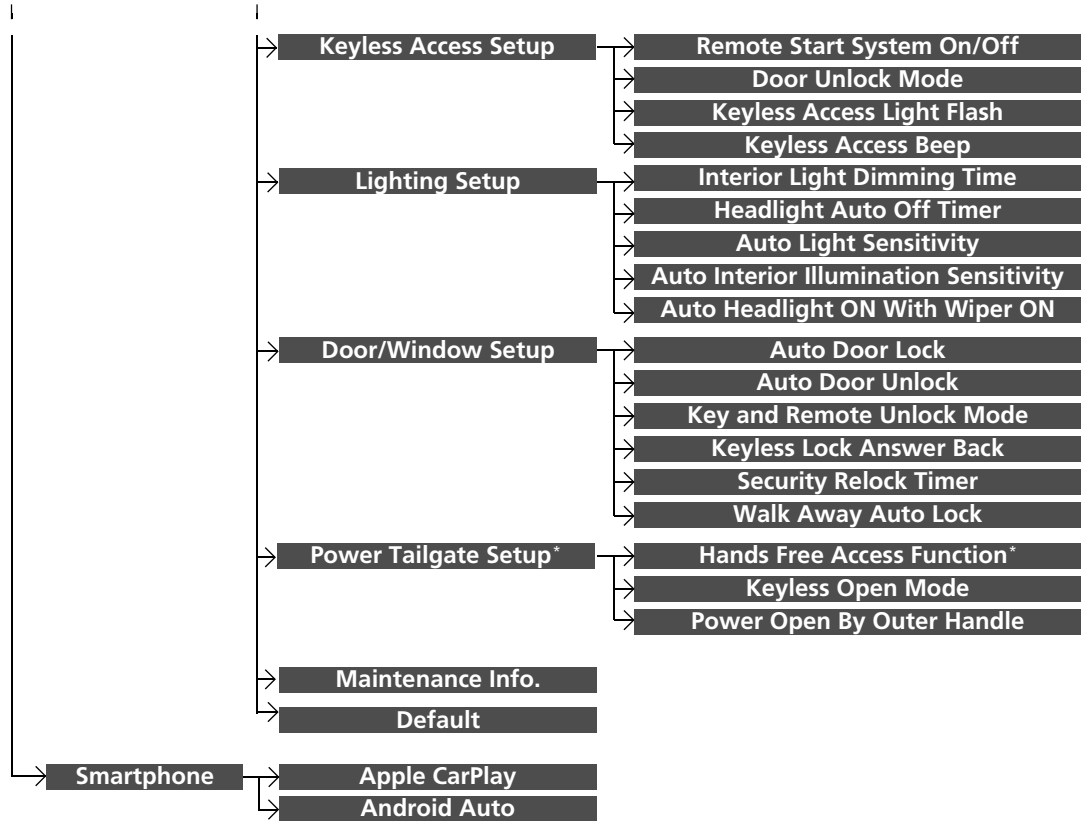 Keyless Access Setup
Remote Start System On/Off
Door Unlock Mode
Keyless Access Light Flash
Keyless Access Beep
Lighting Setup
Interior Light Dimming Time
Headlight Auto Off Timer
Auto Light Sensitivity
Auto Interior Illumination Sensitivity
Auto Headlight ON With Wiper ON
Door/Window Setup
Auto Door Lock
Auto Door Unlock
Key and Remote Unlock Mode
Keyless Lock Answer Back
Security Relock Timer
Walk Away Auto Lock
Power Tailgate Setup*
Hands Free Access Function*
Keyless Open Mode
Power Open By Outer Handle
Maintenance Info.
Default
Smartphone
Apple CarPlay
Android Auto